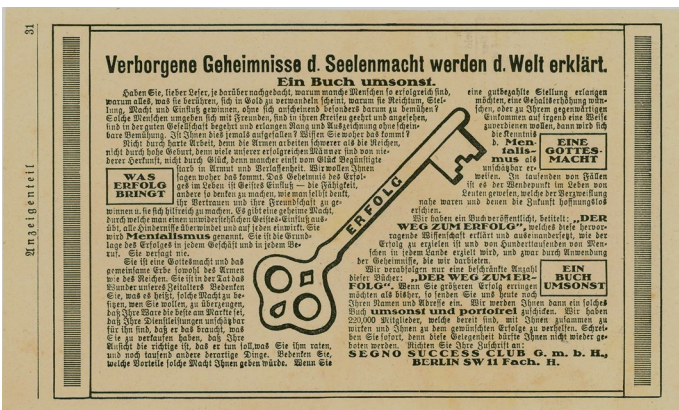 31
Anzeigenteil
Verborgene Geheimnisse d. Seelenmacht werden d. Welt erklärt.
Ein Buch umsonst.
Haben Sie, lieber Leser, je darüber nachgedacht, warum manche Menschen so erfolgreich sind,
warum alles, was sie berühren, sich in Gold zu verwandeln scheint, warum sie Reichtum, Stel-
lung, Macht und Einfluß gewinnen, ohne sich anscheinend besonders darum zu bemühen?
Solche Menschen umgeben sich mit Freunden, sind in ihren Kreisen geehrt und angesehen,
sind in der guten Gesellschaft begehrt und erlangen Rang und Auszeichnung ohne schein-
bare Bemühung. Ist Ihnen dies jemals aufgefallen? Wissen Sie woher das kommt?
Nicht durch harte Arbeit, denn die Armen arbeiten schwerer als die Reichen,
nicht durch hohe Geburt, denn viele unserer erfolgreichen Männer sind von nie-
derer Herkunft, nicht durch Glück, denn mancher einst vom Glück Begünstigte
WAS
ERFOLG
BRINGT
starb in Armut und Verlassenheit. Wir wollen Ihnen
sagen woher das kommt. Das Geheimnis des Erfol-
ges im Leben ist Geistes Einfluß — die Fähigkeit,
andere so denken zu machen, wie man selbst denkt,
ihr Vertrauen und ihre Freundschaft zu ge-
winnen u. sie sich hilfreich zu machen. Es gibt eine geheime Macht,
durch welche man einen unwiderstehlichen Geistes-Einfluß aus-
übt, alle Hindernisse überwindet und auf jeden einwirkt. Sie
wird Mentalismus genannt. Sie ist die Grund-
lage des Erfolges in jedem Geschäft und in jedem Be-
ruf. Sie versagt nie.
Sie ist eine Gottesmacht und das
gemeinsame Erbe sowohl des Armen
wie des Reichen. Sie ist in der Tat das
Wunder unseres Zeitalters Bedenken
Sie, was es heißt, solche Macht zu be-
sitzen, wen Sie wollen, zu überzeugen,
daß Ihre Ware die beste am Markte sei,
daß Ihre Dienstleistungen unschätzbar
für ihn sind, daß er das braucht, was
Sie zu verkaufen haben, daß Ihre
Ansicht die richtige ist, das er tun soll, was Sie ihm raten,
und noch tausend andere derartige Dinge. Bedenken Sie,
welche Vorteile solche Macht Ihnen geben würde. Wenn Sie
ERFOLG
eine gutbezahlte Stellung erlangen
möchten, eine Gehaltserhöhung wün-
schen, oder zu Ihrem gegenwärtigen
Einkommen auf irgend eine Weise
zuverdienen wollen, dann wird sich
die Kenntnis
d. Menta-
lis-
mus als
unschätzbar er-
EINE
GOTTES-
MACHT
weisen. In tausenden von Fällen
ist es der Wendepunkt im Leben von
Leuten gewesen, welche der Verzweiflung
nahe waren und denen die Zukunft hoffnungslos
erschien.
Wir haben ein Buch veröffentlicht, betitelt: „DER
WEG ZUM ERFOLG", welches diese hervor-
ragende Wissenschaft erklärt und auseinandersetzt, wie der
Erfolg zu erzielen ist und von Hunderttausenden von Men-
schen in jedem Lande erzielt wird, und zwar durch Anwendung
der Geheimnisse, die wir darbieten.
Wir verabfolgen nur eine beschränkte Anzahl
dieser Bücher: „DER WEG ZUM ER-
FOLG". Wenn Sie größeren Erfolg erringen
möchten als bisher, so senden Sie uns heute noch
Ihren Namen und Adresse ein. Wir werden Ihnen dann ein solches
EIN
BUCH
UMSONST
Buch umsonst und portofrei zuschicken. Wir haben
220,000 Mitglieder, welche bereit sind, mit Ihnen zusammen zu
wirken und Ihnen zu dem gewünschten Erfolge zu verhelfen. Schrei-
ben Sie sofort, denn diese Gelegenheit dürfte Ihnen nicht wieder ge-
boten werden. Richten Sie Ihre Zuschrift an:
SEGNO SUCCESS CLUB G. m. b. H.,
BERLIN SW 11 Fach. H.